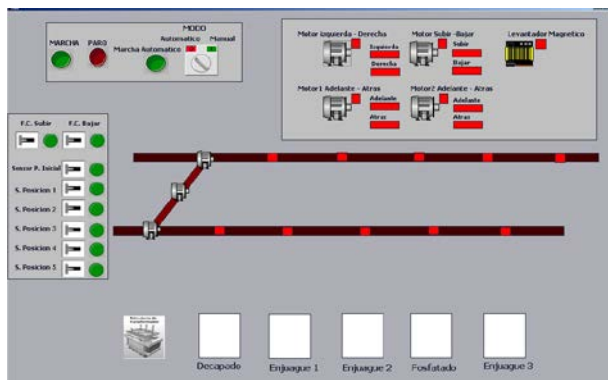 MODO
Automatico Manual
MARCHA PARO
Marcha Automatico
Motor izquierda - Derecha
Izquierda
Derecha
Motor Subir -Bajar
Subir
Bajar
Levantador Magnetico
Motor1 Adelante - Atras
Adelante
Atras
Motor2 Adelante - Atras
Adelante
Atras
F.C. Subir F.C. Bajar
Sensor P. Inicial
S. Posicion 1
S. Posicion 2
S. Posicion 3
S. Posicion 4
S. Posicion 5
Decapado Enjuague 1 Enjuague 2 Fosfatado Enjuague 3